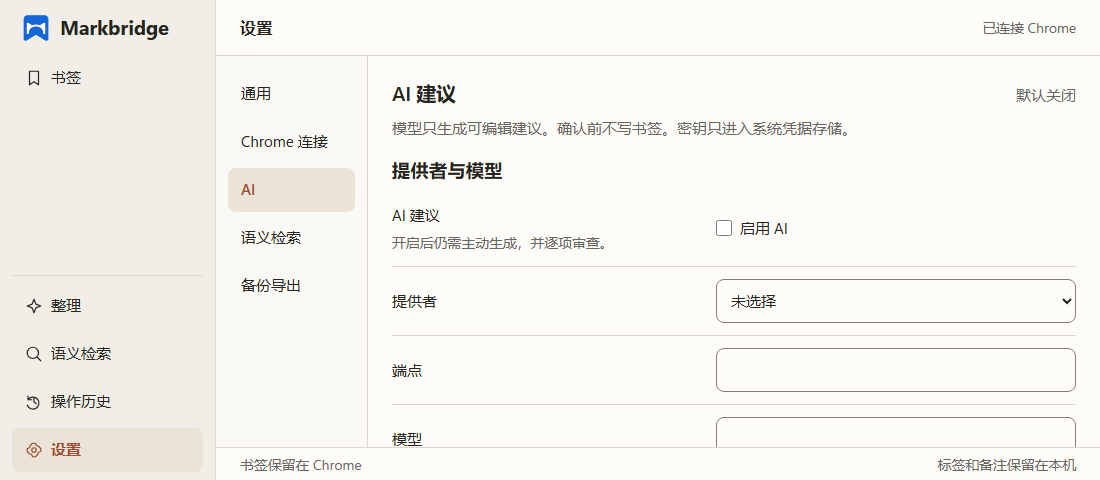 Markbridge
书签
整理
语义检索
操作历史
设置
设置
已连接 Chrome
通用
Chrome 连接
AI
语义检索
备份导出
AI 建议
默认关闭
模型只生成可编辑建议。确认前不写书签。密钥只进入系统凭据存储。
提供者与模型
AI 建议
开启后仍需主动生成，并逐项审查。
启用 AI
提供者
未选择
端点
模型
书签保留在 Chrome
标签和备注保留在本机